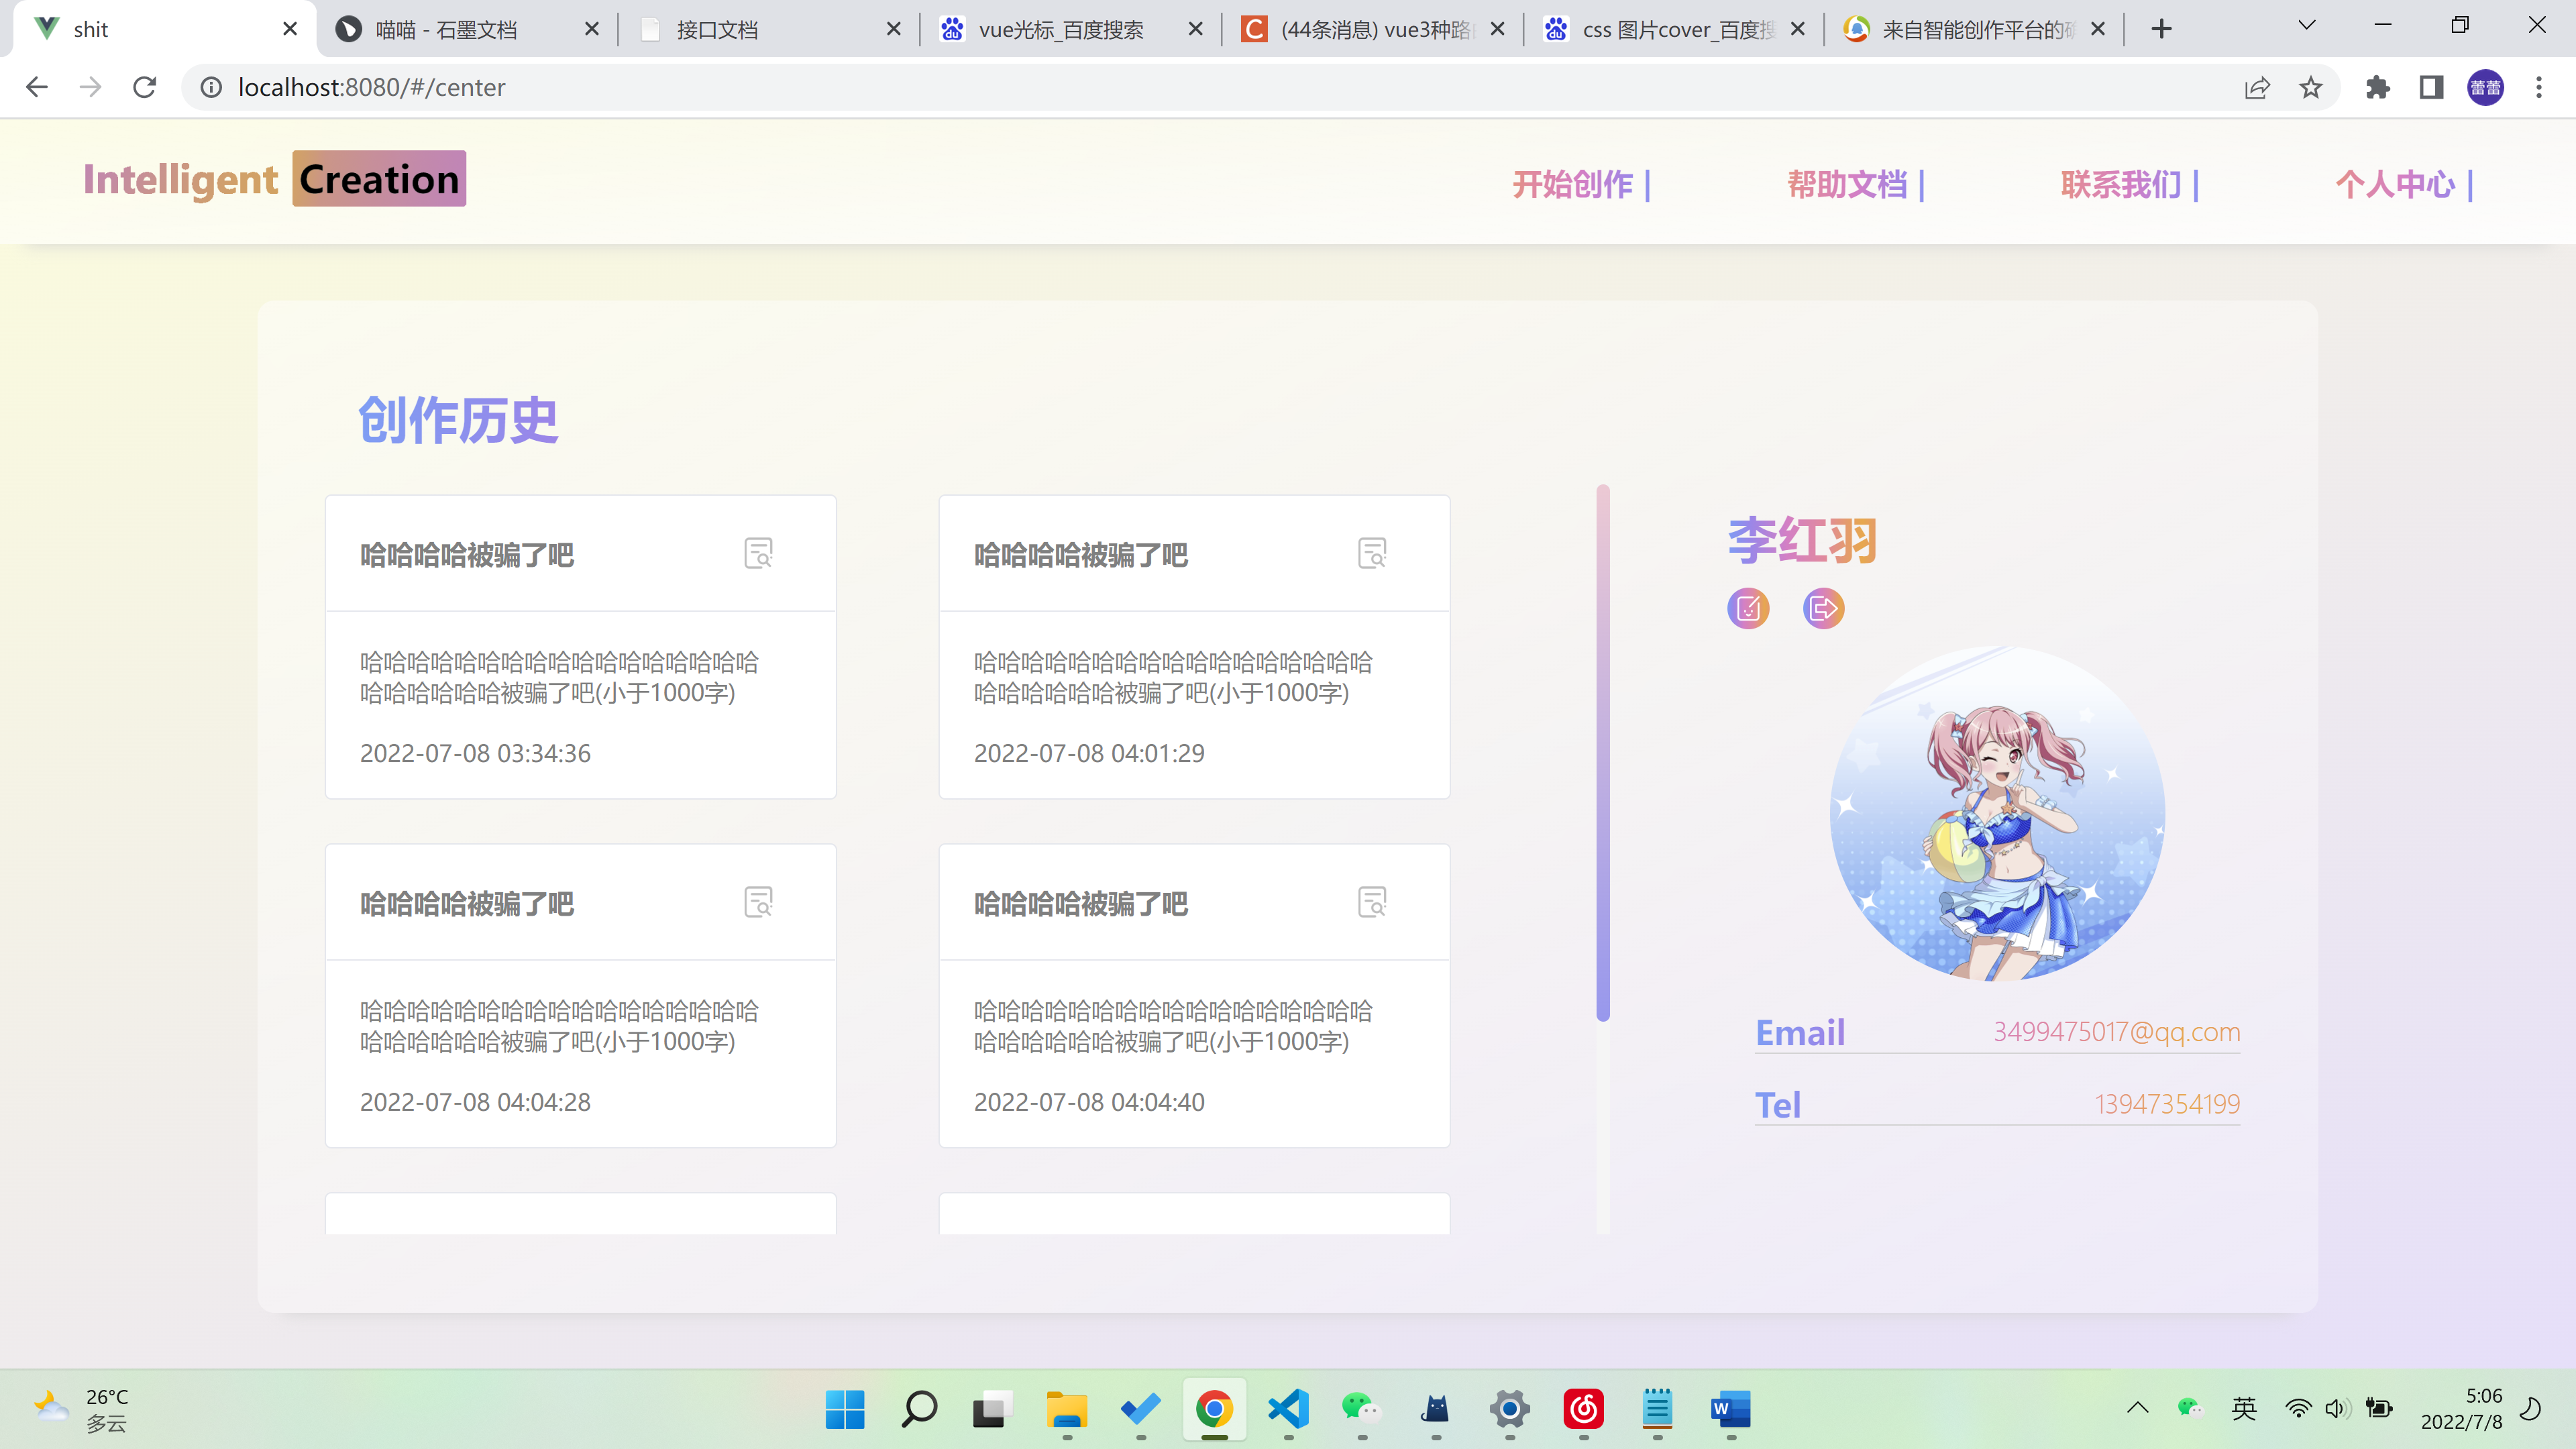 shit
喵喵 - 石墨文档
接口文档
vue光标_百度搜索
(44条消息) vue3种路
css 图片cover_百度搜
来自智能创作平台的
localhost:8080/#/center
蕾蕾
Intelligent Creation
开始创作 |
帮助文档 |
联系我们 |
个人中心 |
创作历史
哈哈哈哈被骗了吧
哈哈哈哈哈哈哈哈哈哈哈哈哈哈哈哈哈
哈哈哈哈哈哈被骗了吧(小于1000字)
2022-07-08 03:34:36
哈哈哈哈被骗了吧
哈哈哈哈哈哈哈哈哈哈哈哈哈哈哈哈哈
哈哈哈哈哈哈被骗了吧(小于1000字)
2022-07-08 04:01:29
哈哈哈哈被骗了吧
哈哈哈哈哈哈哈哈哈哈哈哈哈哈哈哈哈
哈哈哈哈哈哈被骗了吧(小于1000字)
2022-07-08 04:04:28
哈哈哈哈被骗了吧
哈哈哈哈哈哈哈哈哈哈哈哈哈哈哈哈哈
哈哈哈哈哈哈被骗了吧(小于1000字)
2022-07-08 04:04:40
李红羽
Email 3499475017@qq.com
Tel 13947354199
26°C
多云
英
5:06
2022/7/8